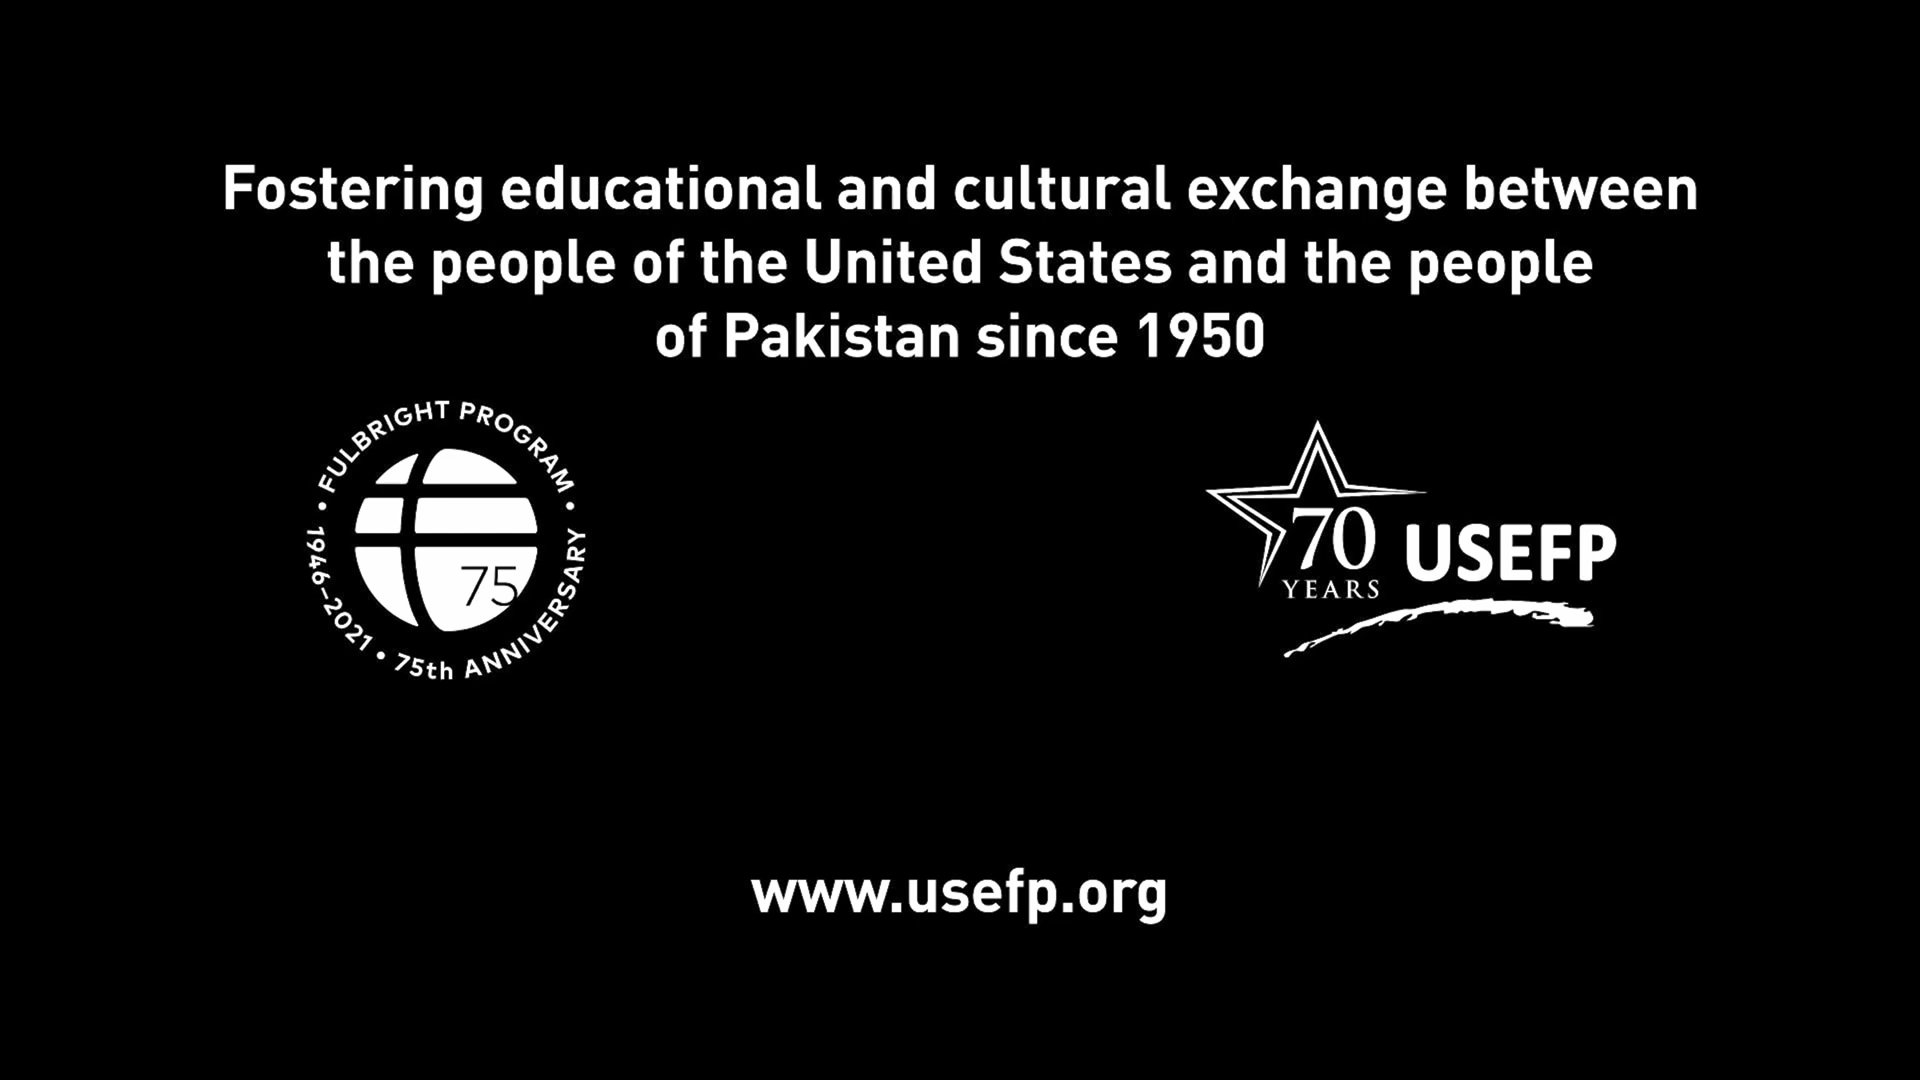 Fostering educational and cultural exchange between
the people of the United States and the people
of Pakistan since 1950
• FULBRIGHT PROGRAM •
1946–2021 • 75th ANNIVERSARY
75
70
YEARS
USEFP
www.usefp.org